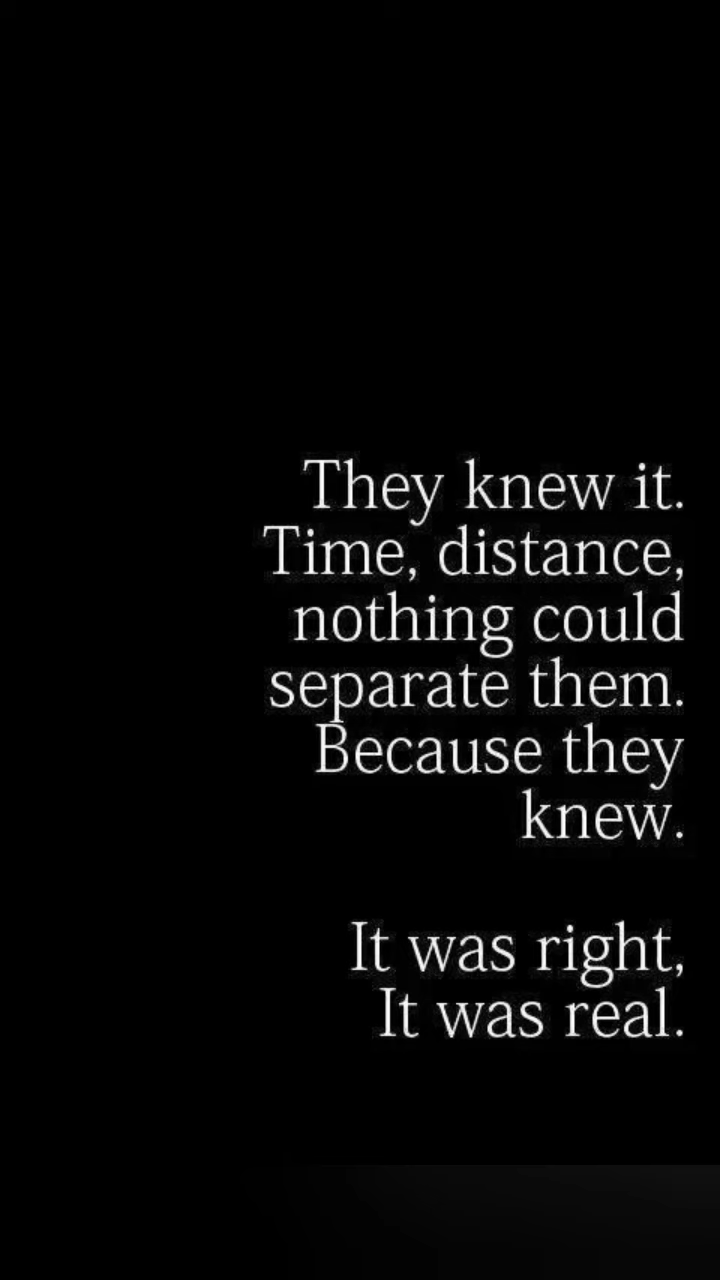 They knew it.
Time, distance,
nothing could
separate them.
Because they
knew.
It was right,
It was real.